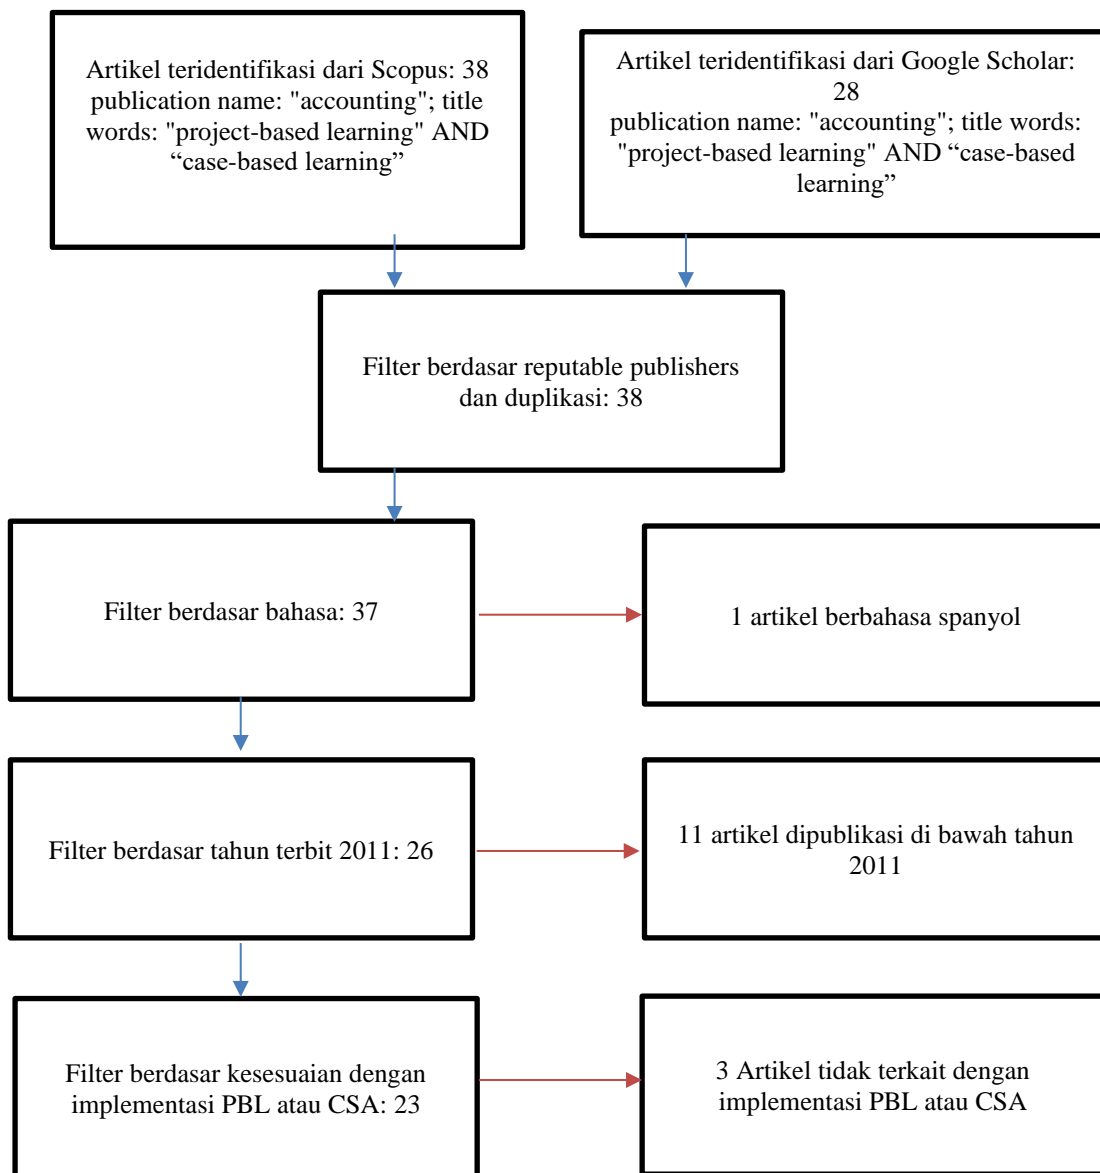 Artikel teridentifikasi dari Scopus: 38
publication name: "accounting"; title
words: "project-based learning" AND
“case-based learning”
Artikel teridentifikasi dari Google Scholar:
28
publication name: "accounting"; title words:
"project-based learning" AND “case-based
learning”
Filter berdasar reputable publishers
dan duplikasi: 38
Filter berdasar bahasa: 37
1 artikel berbahasa spanyol
Filter berdasar tahun terbit 2011: 26
11 artikel dipublikasi di bawah tahun
2011
Filter berdasar kesesuaian dengan
implementasi PBL atau CSA: 23
3 Artikel tidak terkait dengan
implementasi PBL atau CSA